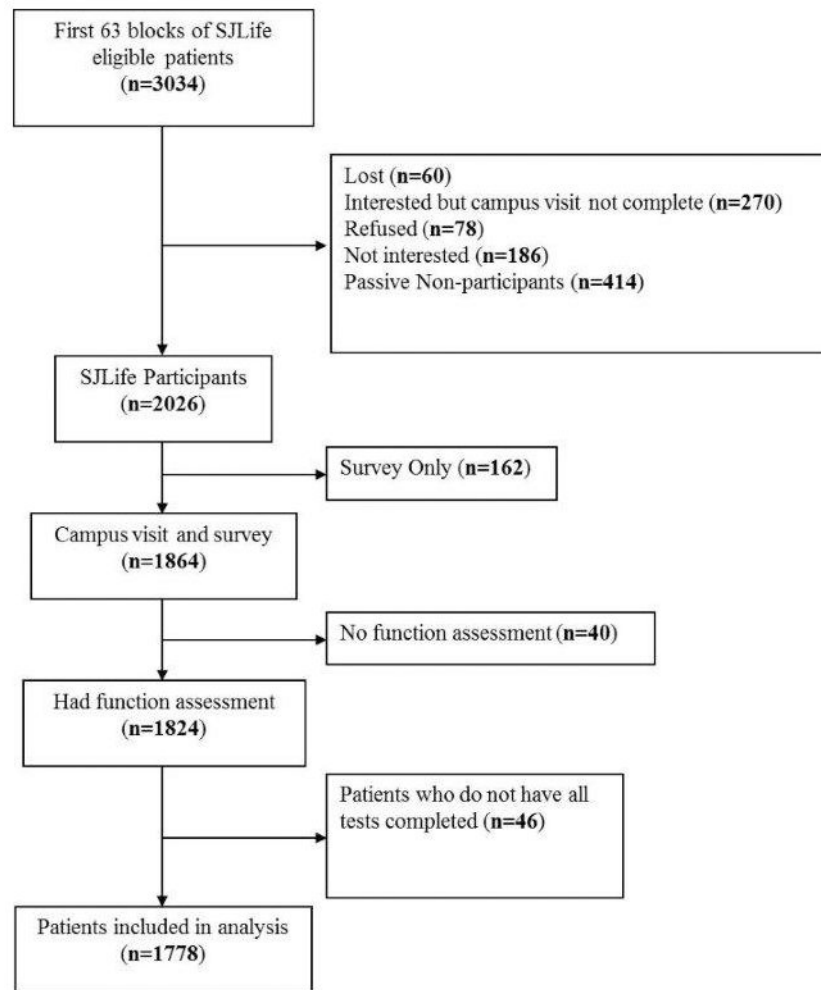 First 63 blocks of SJLife
eligible patients
(n=3034)
Lost (n=60)
Interested but campus visit not complete (n=270)
Refused (n=78)
Not interested (n=186)
Passive Non-participants (n=414)
SJLife Participants
(n=2026)
Survey Only (n=162)
Campus visit and survey
(n=1864)
No function assessment (n=40)
Had function assessment
(n=1824)
Patients who do not have all
tests completed (n=46)
Patients included in analysis
(n=1778)